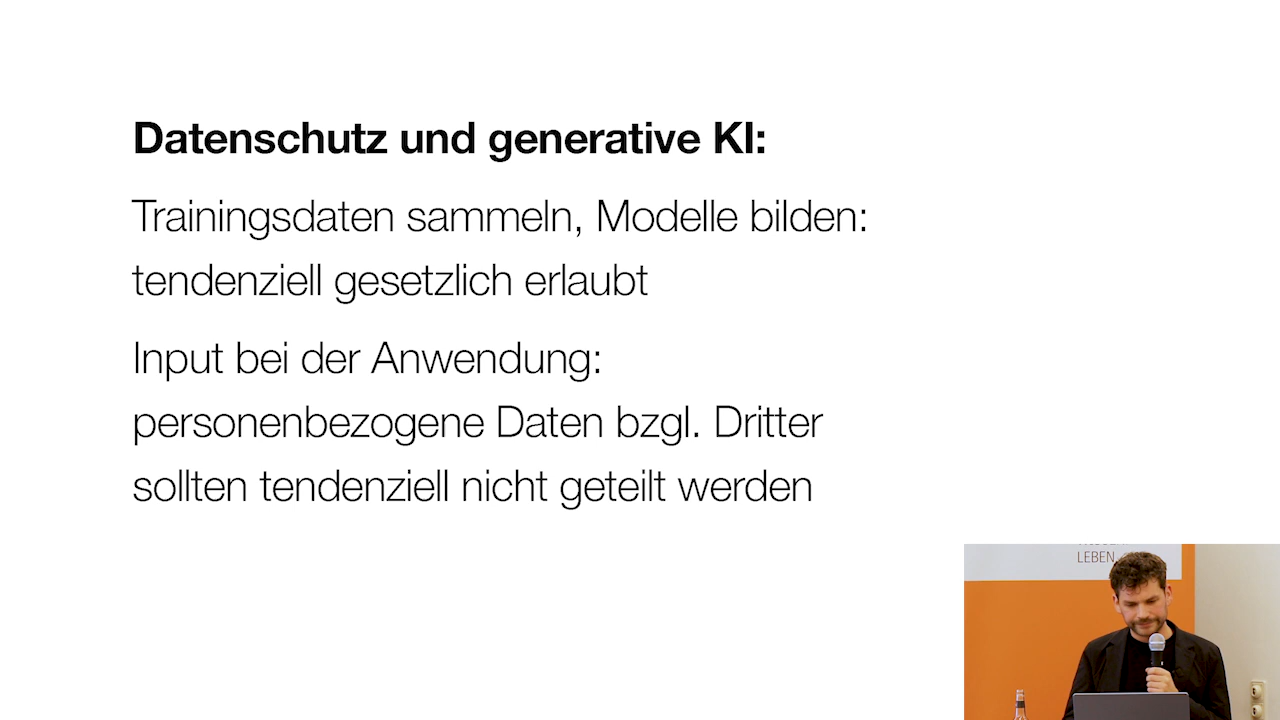 Datenschutz und generative KI:
Trainingsdaten sammeln, Modelle bilden:
tendenziell gesetzlich erlaubt
Input bei der Anwendung:
personenbezogene Daten bzgl. Dritter
sollten tendenziell nicht geteilt werden
LEBEN